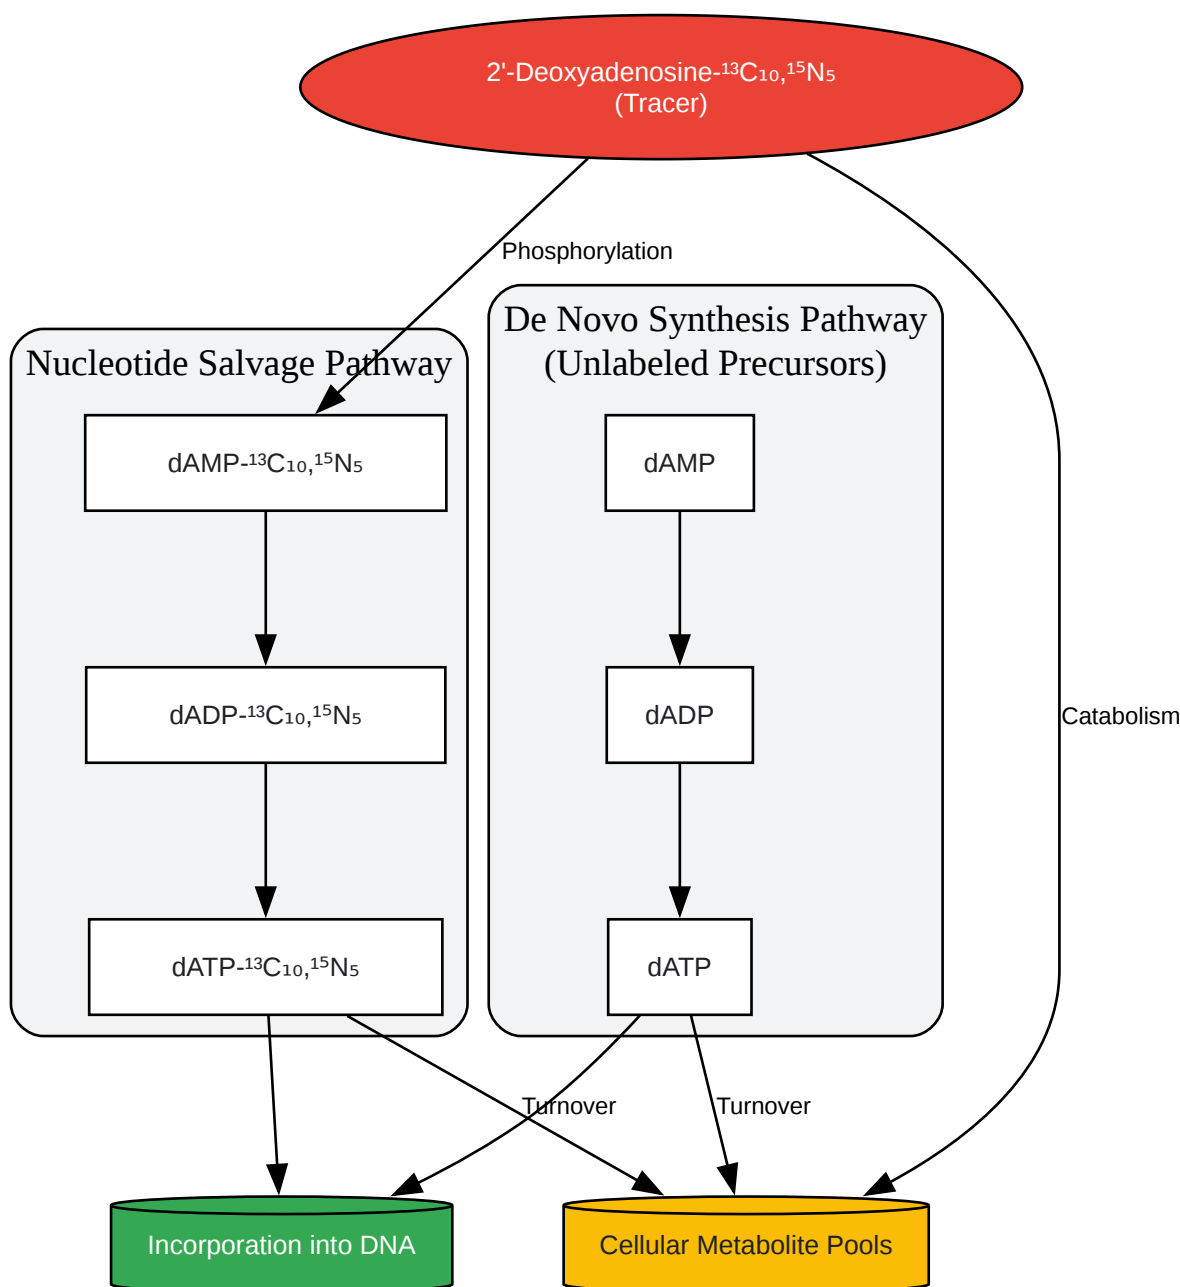 2'-Deoxyadenosine-¹³C₁₀,¹⁵N₅
(Tracer)
Phosphorylation
De Novo Synthesis Pathway
(Unlabeled Precursors)
Nucleotide Salvage Pathway
dAMP-¹³C₁₀,¹⁵N₅
dAMP
dADP-¹³C₁₀,¹⁵N₅
dADP
Catabolism
dATP-¹³C₁₀,¹⁵N₅
dATP
Turnover
Turnover
Incorporation into DNA
Cellular Metabolite Pools